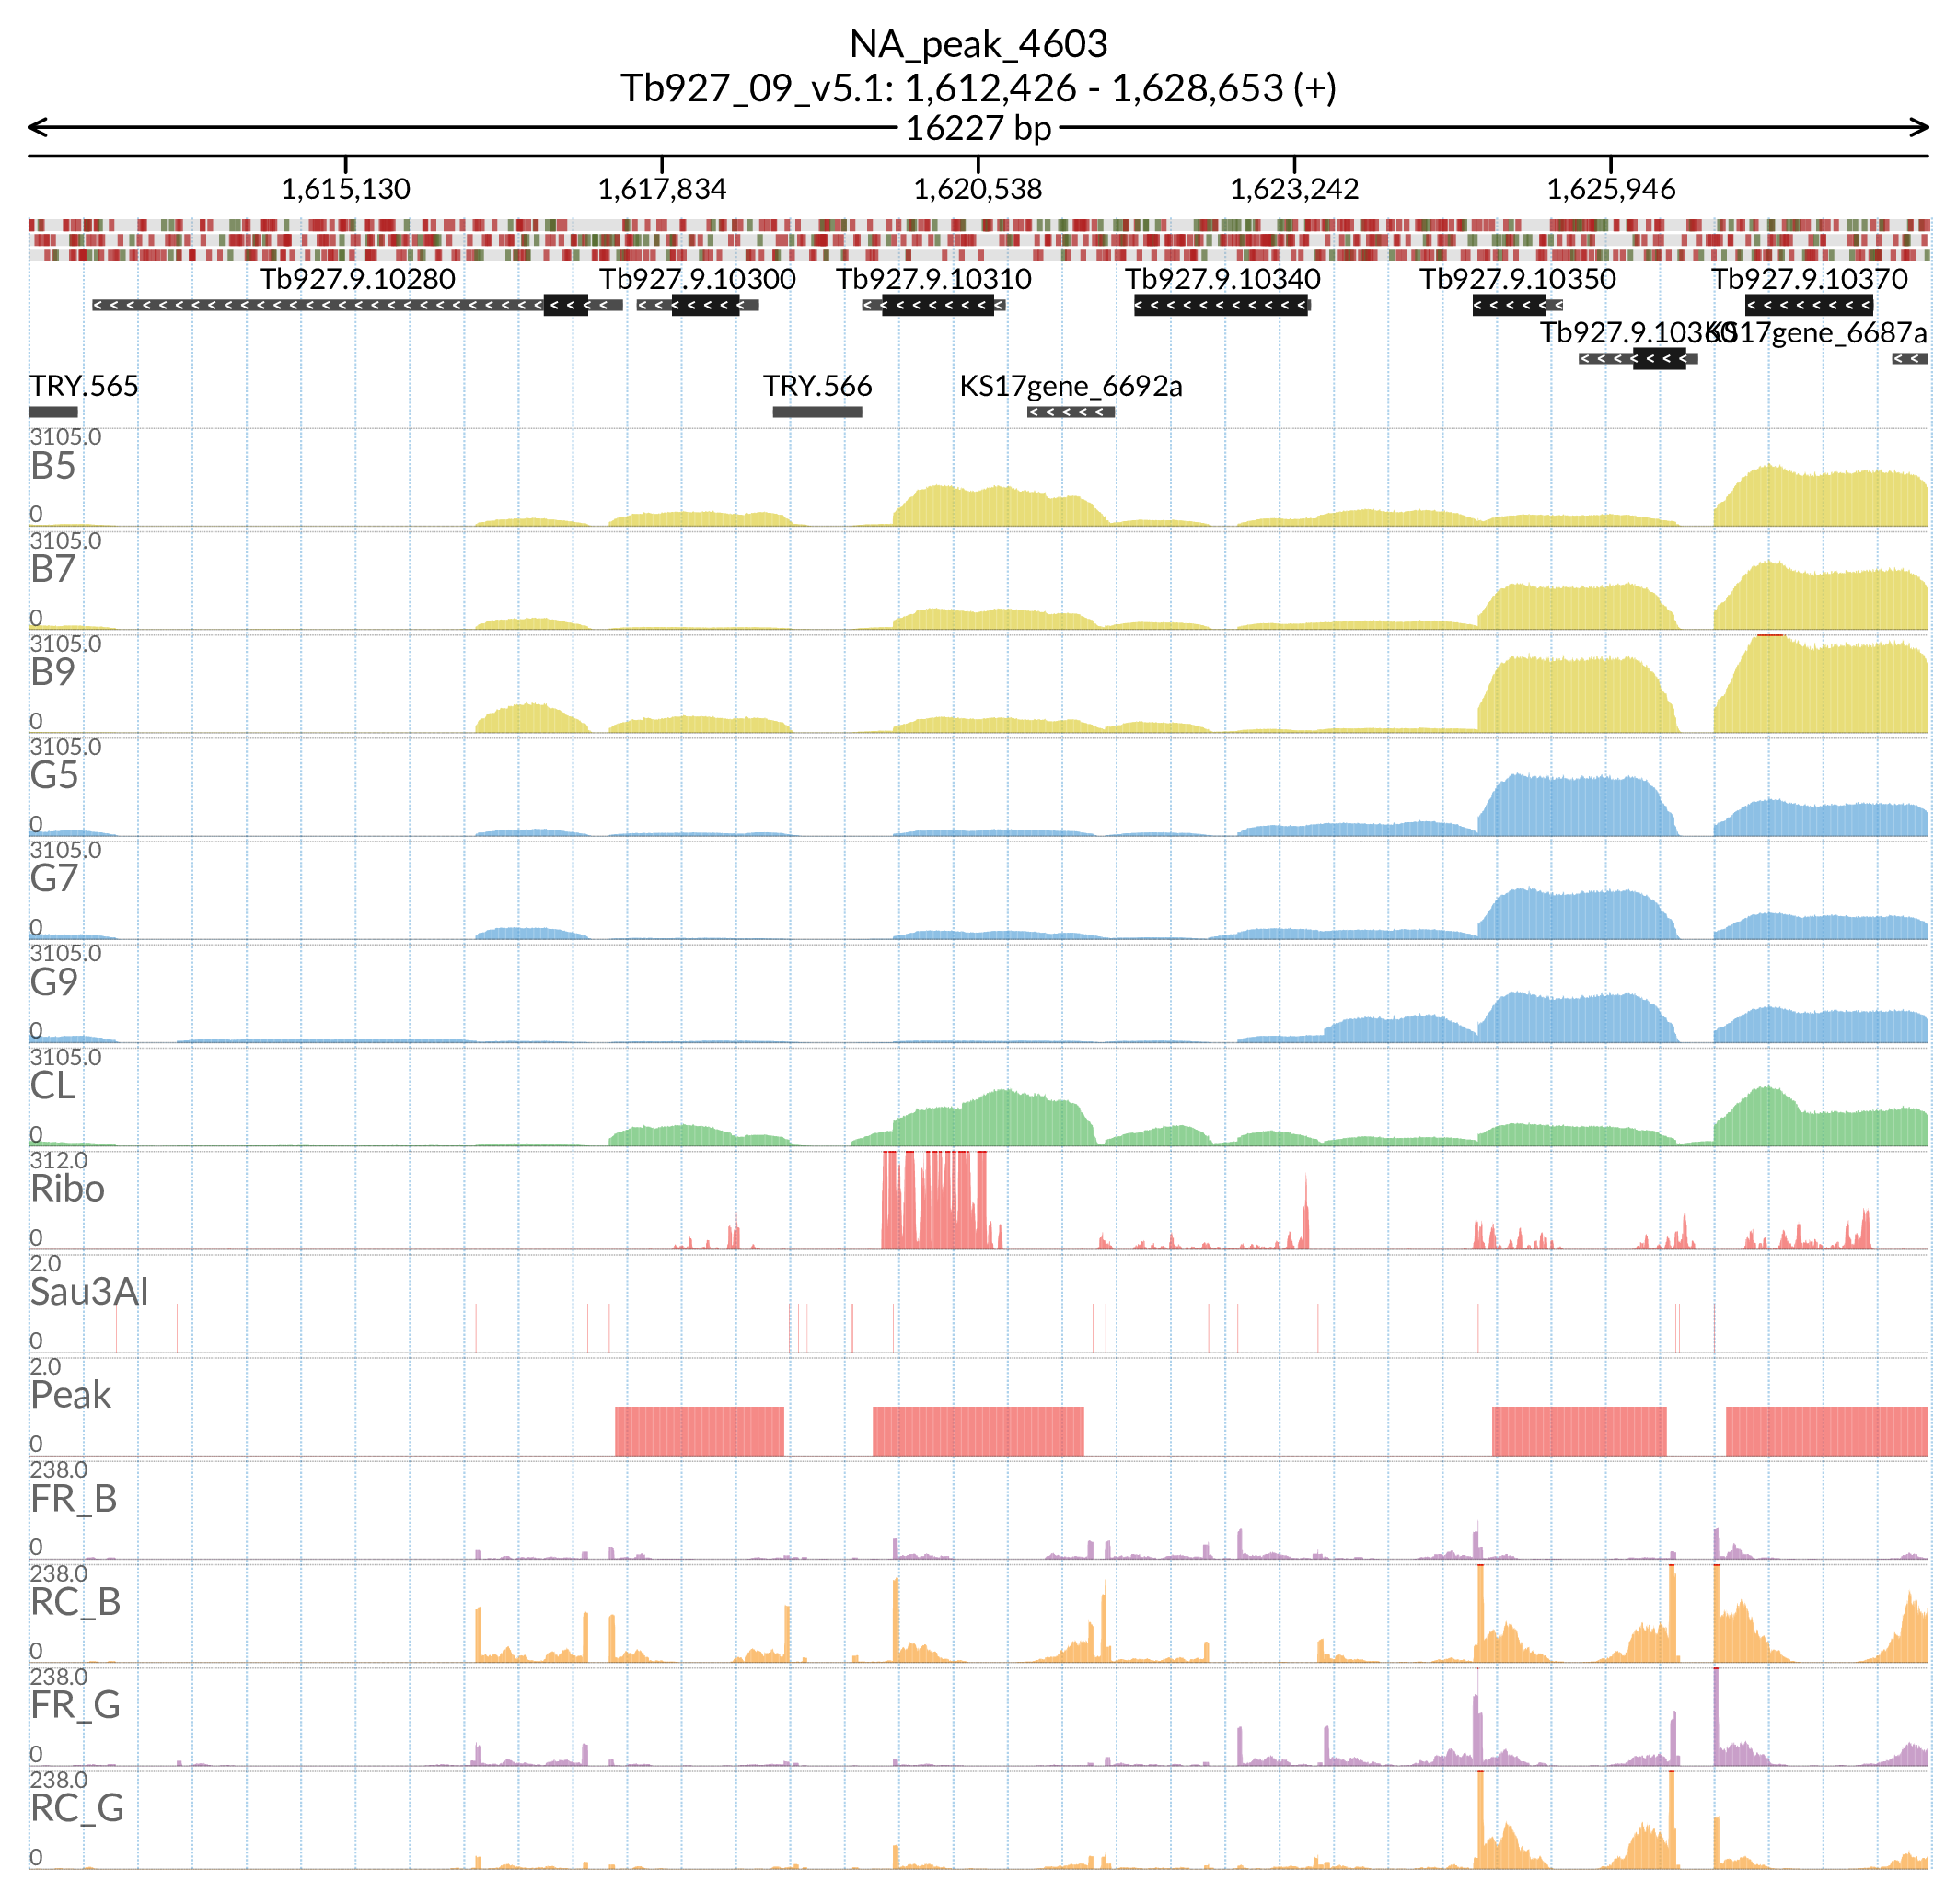 NA_peak_4603
Tb927_09_v5.1: 1,612,426 - 1,628,653 (+)
16227 bp
1,615,130 1,617,834 1,620,538 1,623,242 1,625,946
Tb927.9.10280 Tb927.9.10300 Tb927.9.10310 Tb927.9.10340 Tb927.9.10350 Tb927.9.10370
Tb927.9.10360 KS17gene_6687a
TRY.565 TRY.566 KS17gene_6692a
3105.0
B5
0
3105.0
B7
0
3105.0
B9
0
3105.0
G5
0
3105.0
G7
0
3105.0
G9
0
3105.0
CL
0
312.0
Ribo
0
2.0
Sau3AI
0
2.0
Peak
0
238.0
FR_B
0
238.0
RC_B
0
238.0
FR_G
0
238.0
RC_G
0